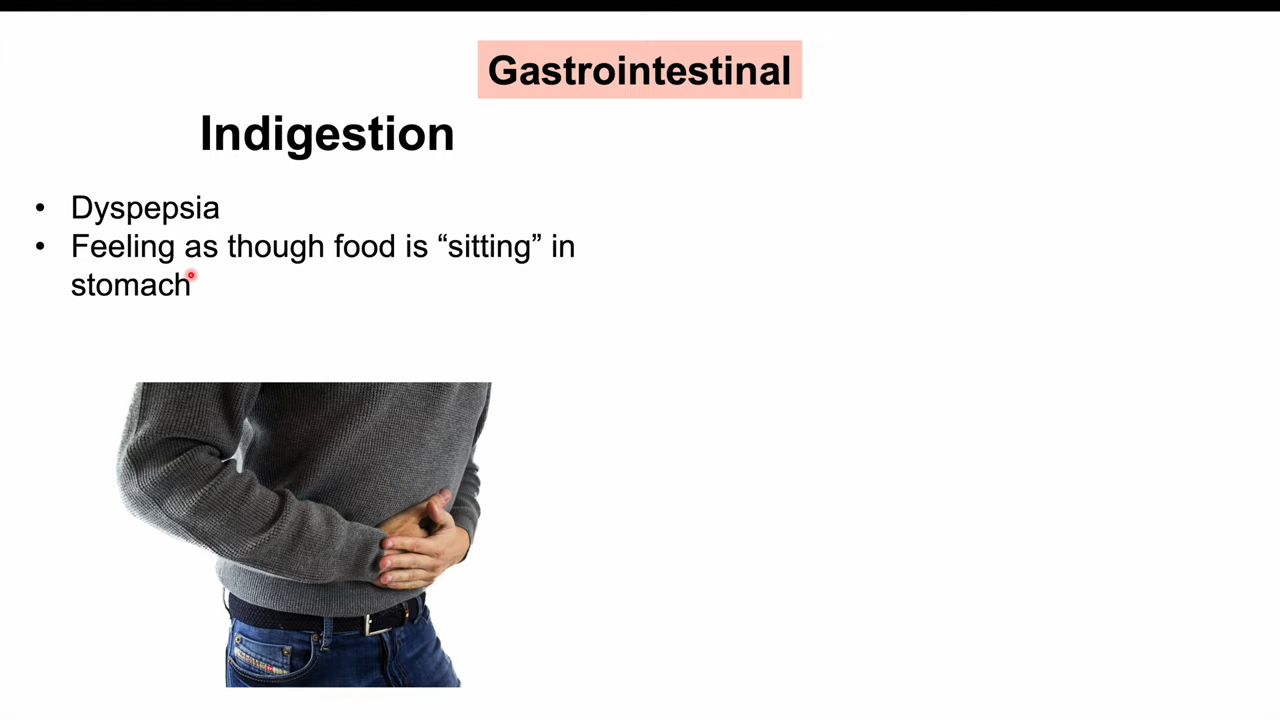 Gastrointestinal
Indigestion
• Dyspepsia
• Feeling as though food is “sitting” in
stomach